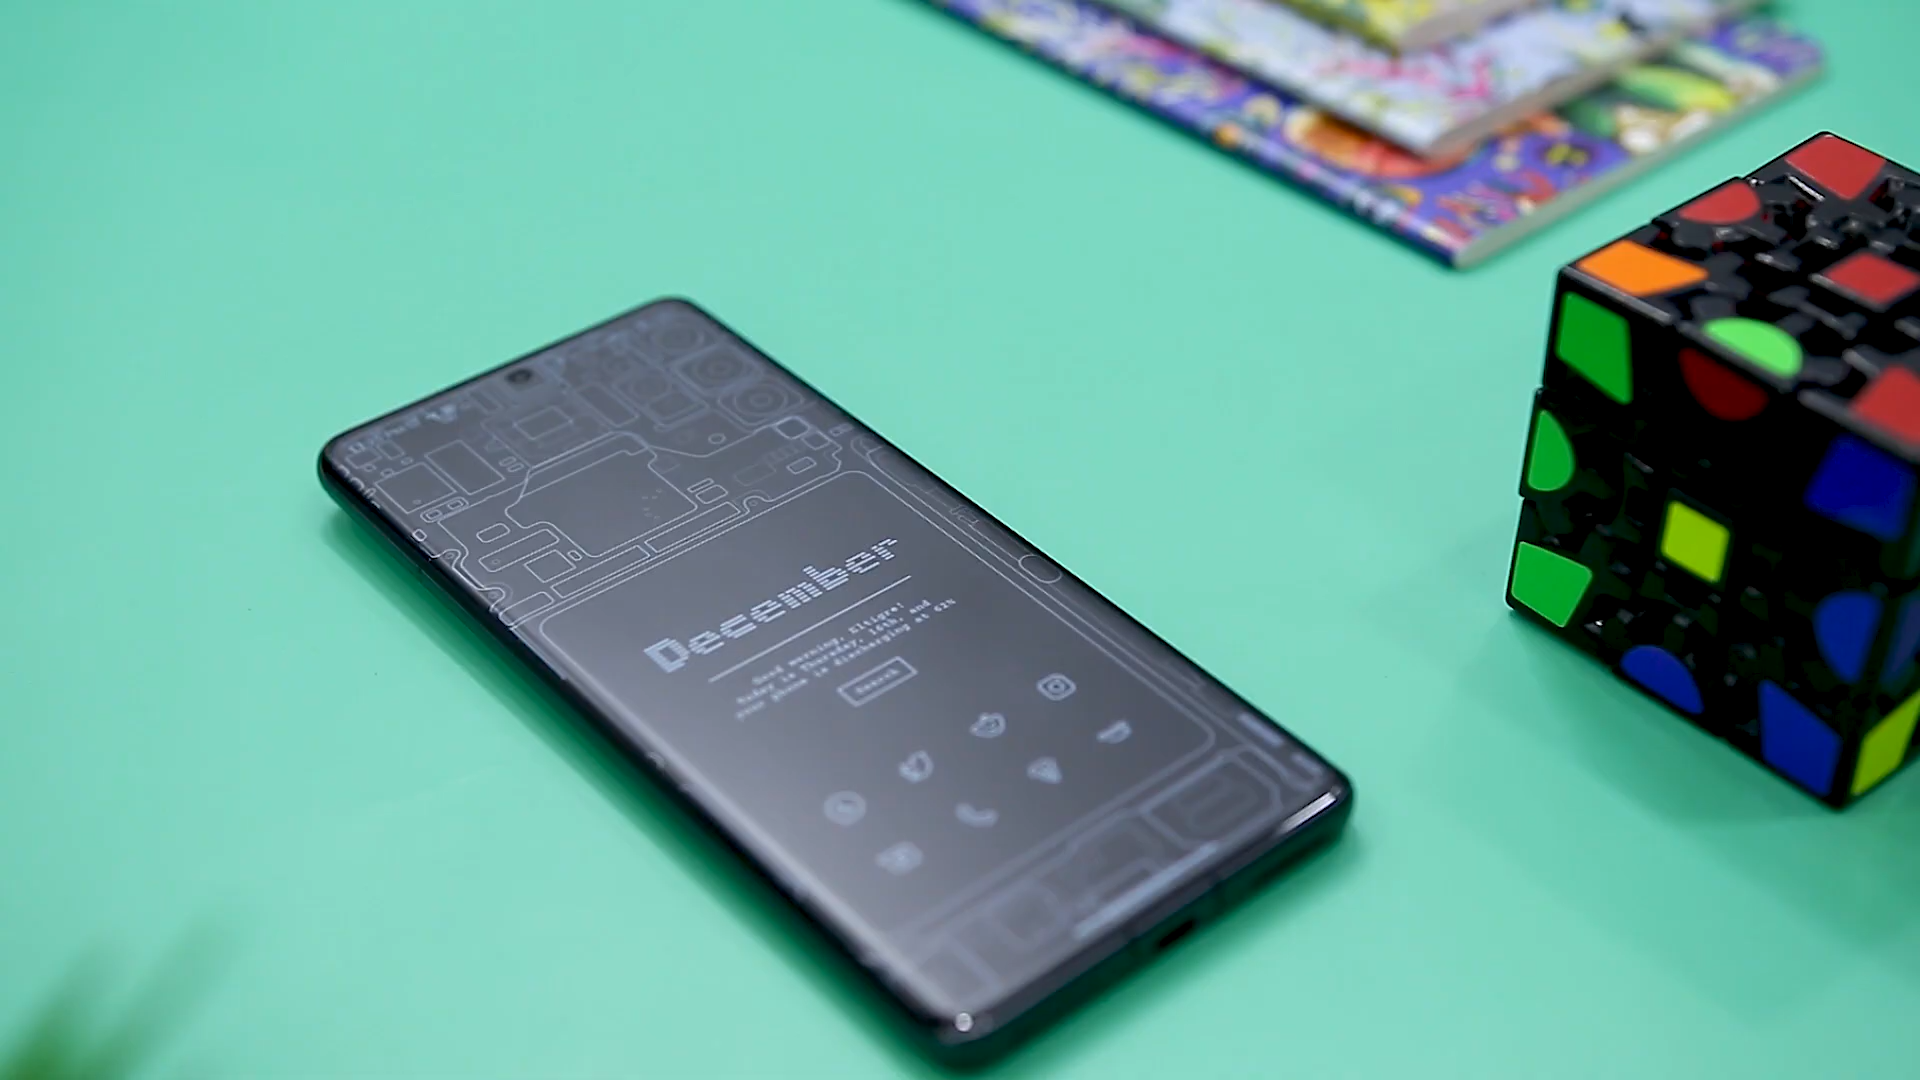 December
Good morning, Eltigre!
Today is Thursday, 16th, and
your phone is discharging at 62%
Search